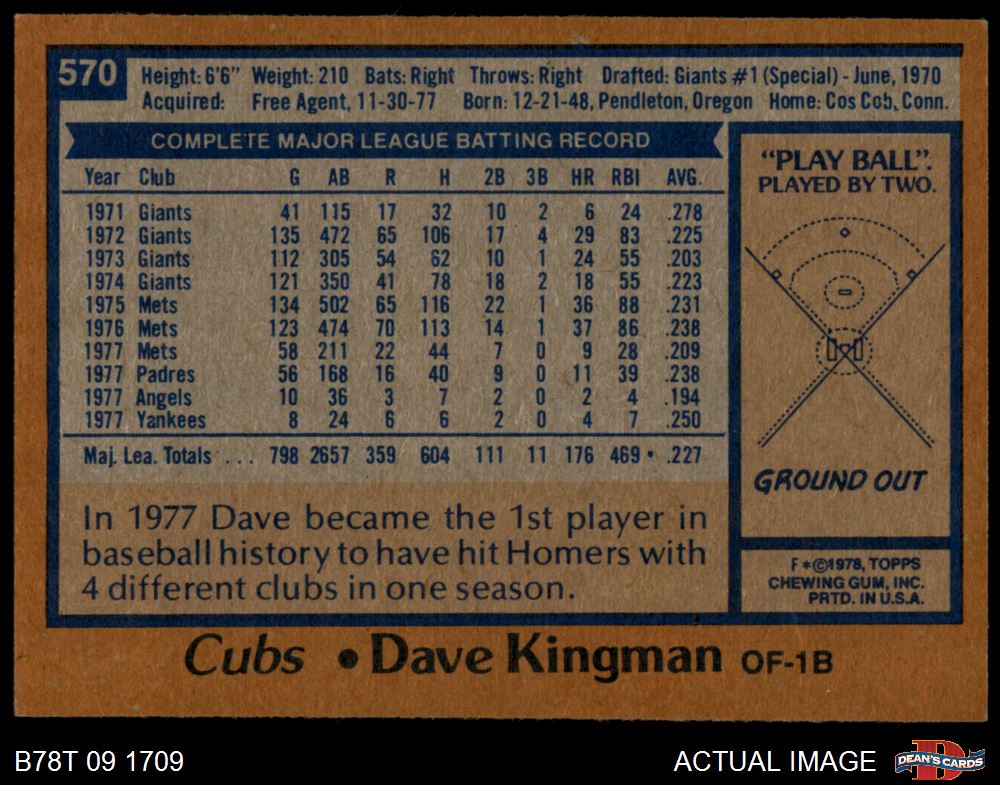 570
Height: 6'6" Weight: 210 Bats: Right Throws: Right Drafted: Giants #1 (Special) - June, 1970
Acquired: Free Agent, 11-30-77 Born: 12-21-48, Pendleton, Oregon Home: Cos Cob, Conn.
COMPLETE MAJOR LEAGUE BATTING RECORD
Year Club G AB R H 2B 3B HR RBI AVG.
1971 Giants 41 115 17 32 10 2 6 24 .278
1972 Giants 135 472 65 106 17 4 29 83 .225
1973 Giants 112 305 54 62 10 1 24 55 .203
1974 Giants 121 350 41 78 18 2 18 55 .223
1975 Mets 134 502 65 116 22 1 36 88 .231
1976 Mets 123 474 70 113 14 1 37 86 .238
1977 Mets 58 211 22 44 7 0 9 28 .209
1977 Padres 56 168 16 40 9 0 11 39 .238
1977 Angels 10 36 3 7 2 0 2 4 .194
1977 Yankees 8 24 6 6 2 0 4 7 .250
Maj. Lea. Totals ... 798 2657 359 604 111 11 176 469 • .227
In 1977 Dave became the 1st player in
baseball history to have hit Homers with
4 different clubs in one season.
"PLAY BALL".
PLAYED BY TWO.
GROUND OUT
F*©1978, TOPPS
CHEWING GUM, INC.
PRTD. IN U.S.A.
Cubs • Dave Kingman OF-1B
B78T 09 1709
ACTUAL IMAGE
D
DEAN'S CARDS